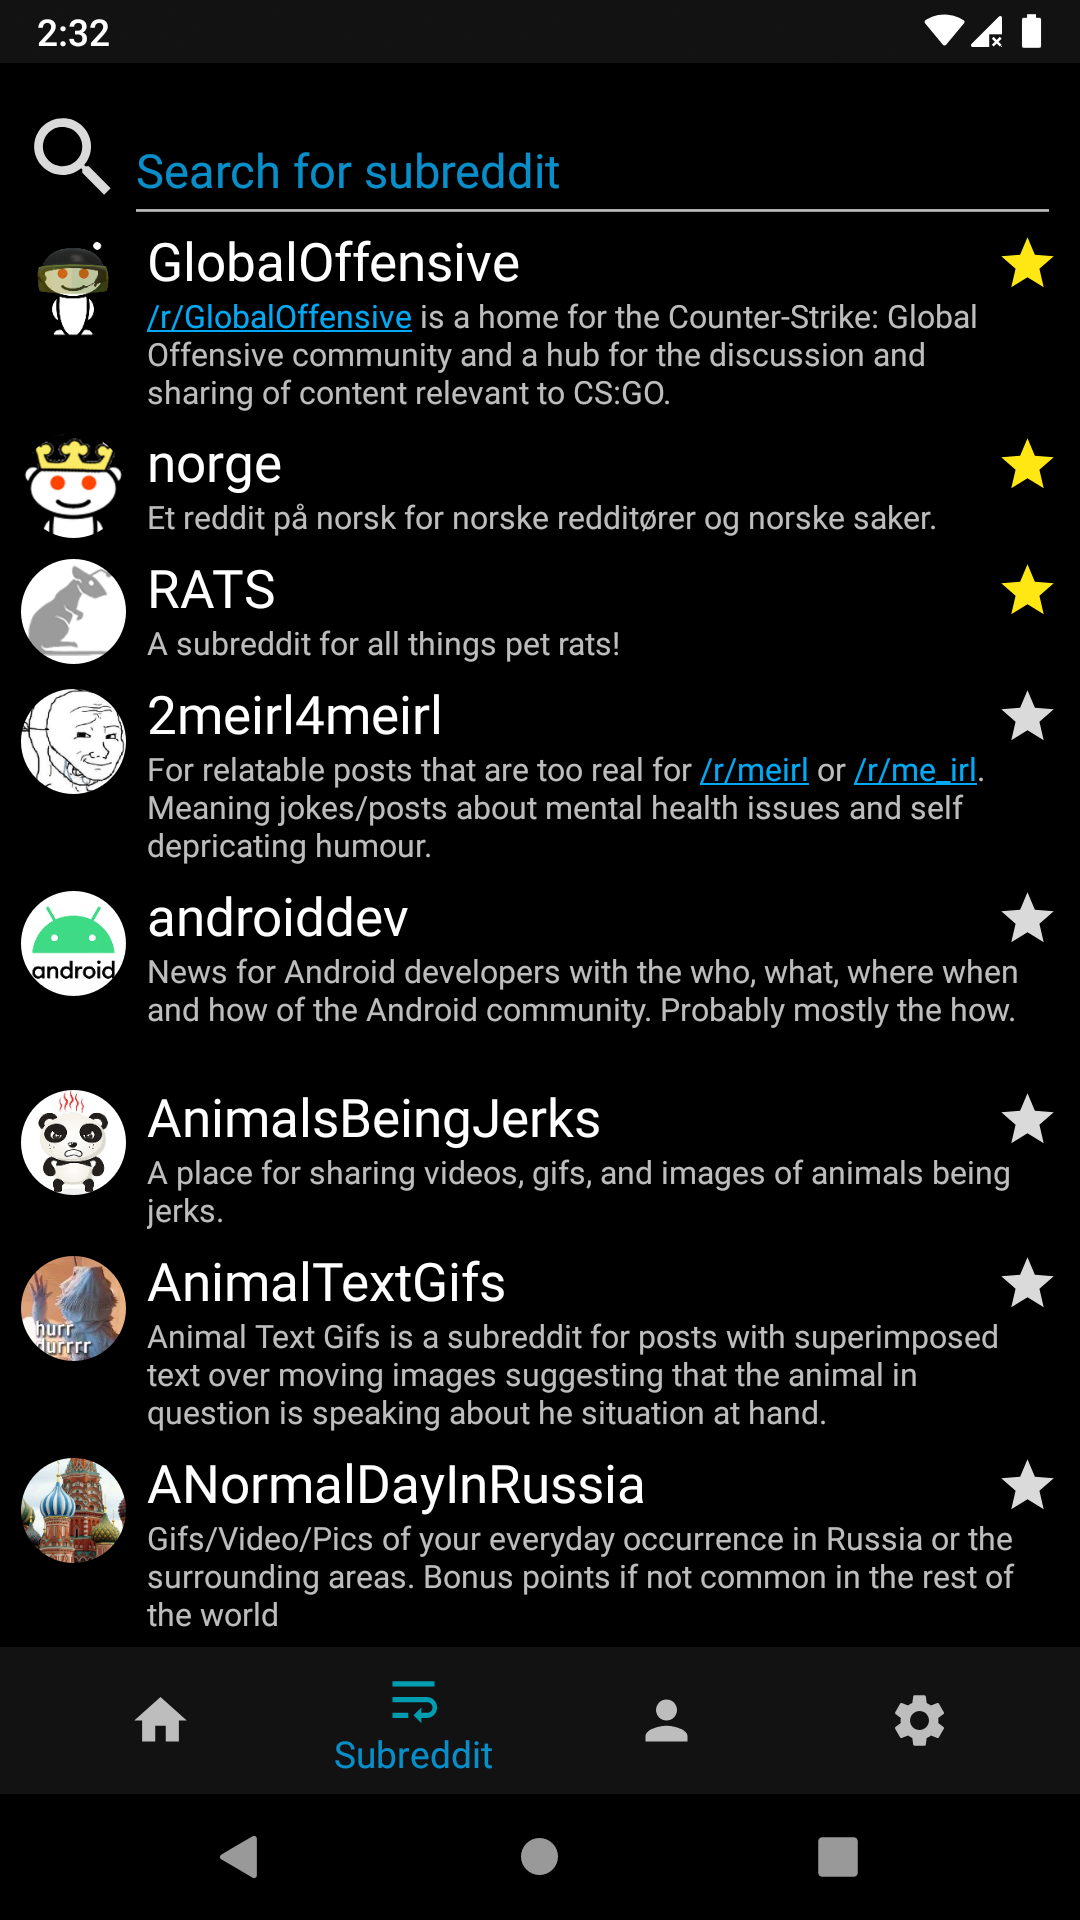 2:32
Search for subreddit
GlobalOffensive
/r/GlobalOffensive is a home for the Counter-Strike: Global
Offensive community and a hub for the discussion and
sharing of content relevant to CS:GO.
norge
Et reddit på norsk for norske redditører og norske saker.
RATS
A subreddit for all things pet rats!
2meirl4meirl
For relatable posts that are too real for /r/meirl or /r/me_irl.
Meaning jokes/posts about mental health issues and self
depricating humour.
androiddev
android
News for Android developers with the who, what, where when
and how of the Android community. Probably mostly the how.
AnimalsBeingJerks
A place for sharing videos, gifs, and images of animals being
jerks.
AnimalTextGifs
hurr
durrrr
Animal Text Gifs is a subreddit for posts with superimposed
text over moving images suggesting that the animal in
question is speaking about he situation at hand.
ANormalDayInRussia
Gifs/Video/Pics of your everyday occurrence in Russia or the
surrounding areas. Bonus points if not common in the rest of
the world
Subreddit